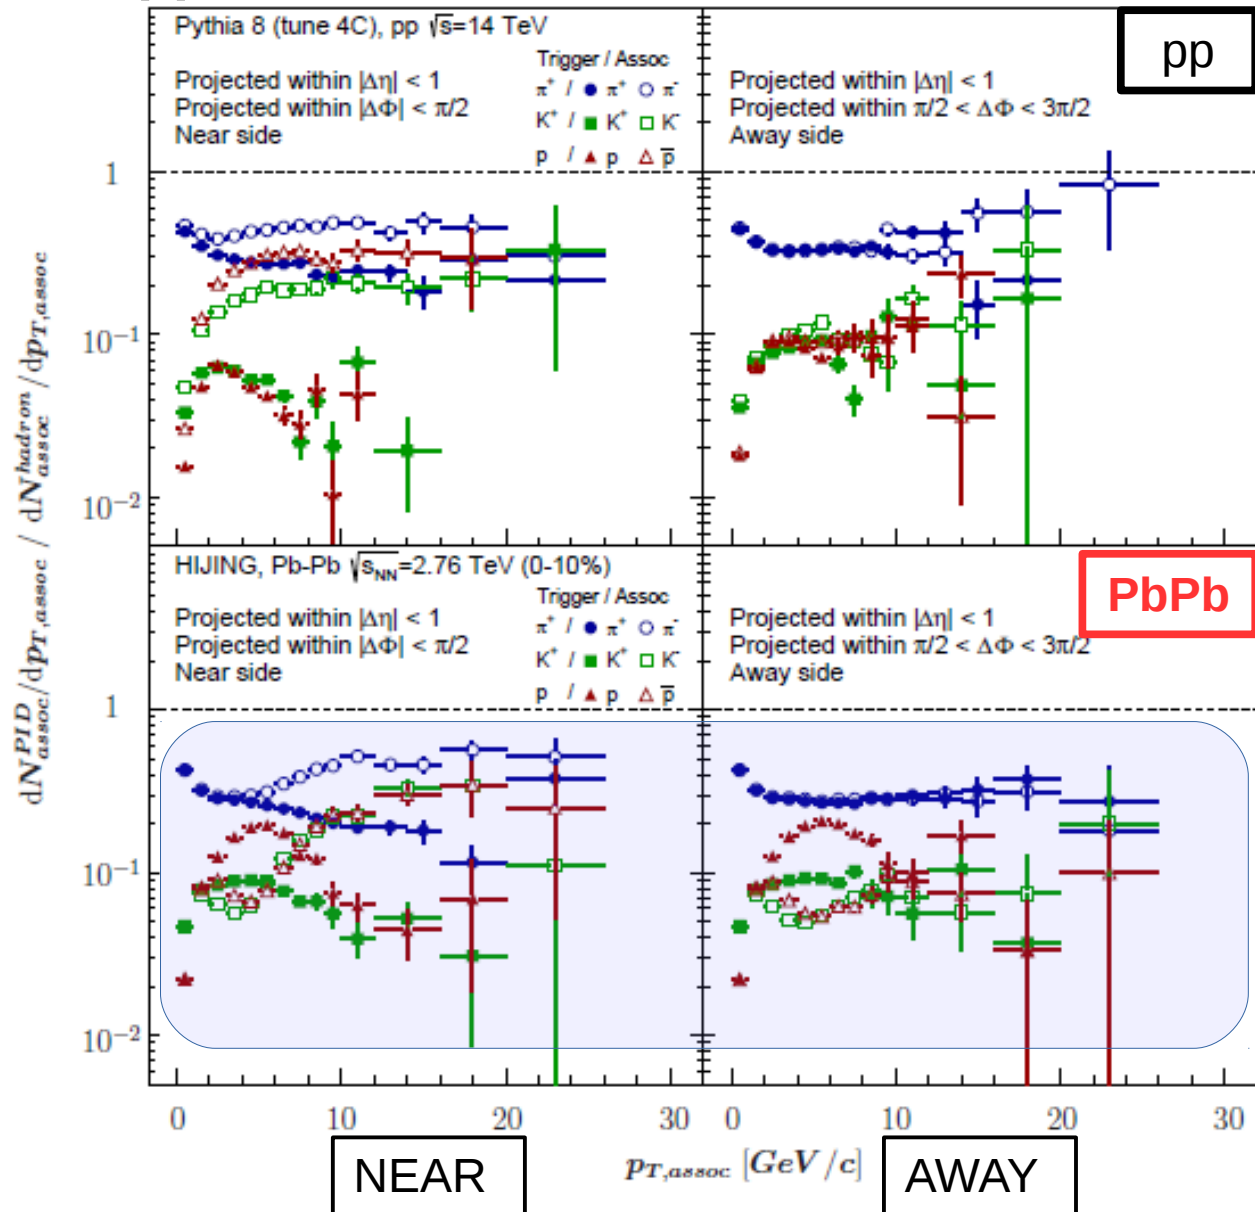 Pythia 8 (tune 4C), pp √s=14 TeV
Projected within |Δη| < 1
Projected within |ΔΦ| < π/2
Near side
Trigger / Assoc
π⁺ / ● π⁺ ○ π⁻
K⁺ / ■ K⁺ □ K⁻
p / ▲ p △ p̅
Projected within |Δη| < 1
Projected within π/2 < ΔΦ < 3π/2
Away side
pp
1
10⁻¹
10⁻²
HIJING, Pb-Pb √sNN=2.76 TeV (0-10%)
Projected within |Δη| < 1
Projected within |ΔΦ| < π/2
Near side
Trigger / Assoc
π⁺ / ● π⁺ ○ π⁻
K⁺ / ■ K⁺ □ K⁻
p / ▲ p △ p̅
Projected within |Δη| < 1
Projected within π/2 < ΔΦ < 3π/2
Away side
PbPb
1
10⁻¹
10⁻²
dN^PID_assoc/dp_T,assoc / dN^hadron_assoc/dp_T,assoc
0 10 20 30 0 10 20 30
p_T,assoc [GeV/c]
NEAR
AWAY